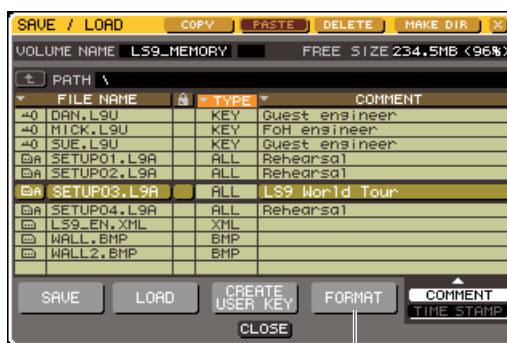 SAVE / LOAD COPY PASTE DELETE MAKE DIR X
VOLUME NAME LS9_MEMORY FREE SIZE 234.5MB (96%)
PATH \
FILE NAME TYPE COMMENT
DAN.L9U KEY Guest engineer
MICK.L9U KEY FoH engineer
SUE.L9U KEY Guest engineer
SETUP01.L9A ALL Rehearsal
SETUP02.L9A ALL Rehearsal
SETUP03.L9A ALL LS9 World Tour
SETUP04.L9A ALL Rehearsal
LS9_EN.XML XML
WALL.BMP BMP
WALL2.BMP BMP
SAVE LOAD CREATE USER KEY FORMAT COMMENT
TIME STAMP
CLOSE